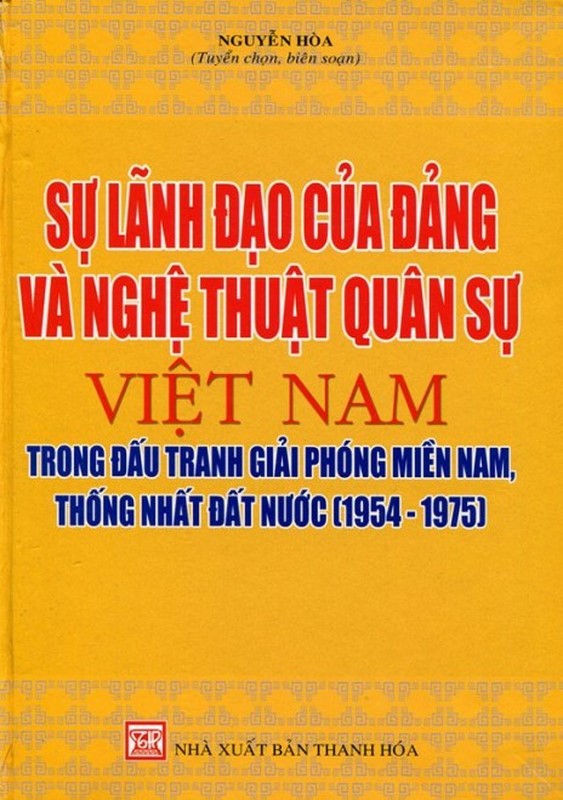 NGUYỄN HÒA
(Tuyển chọn, biên soạn)
SỰ LÃNH ĐẠO CỦA ĐẢNG
VÀ NGHỆ THUẬT QUÂN SỰ
VIỆT NAM
TRONG ĐẤU TRANH GIẢI PHÓNG MIỀN NAM,
THỐNG NHẤT ĐẤT NƯỚC (1954 - 1975)
NHÀ XUẤT BẢN THANH HÓA